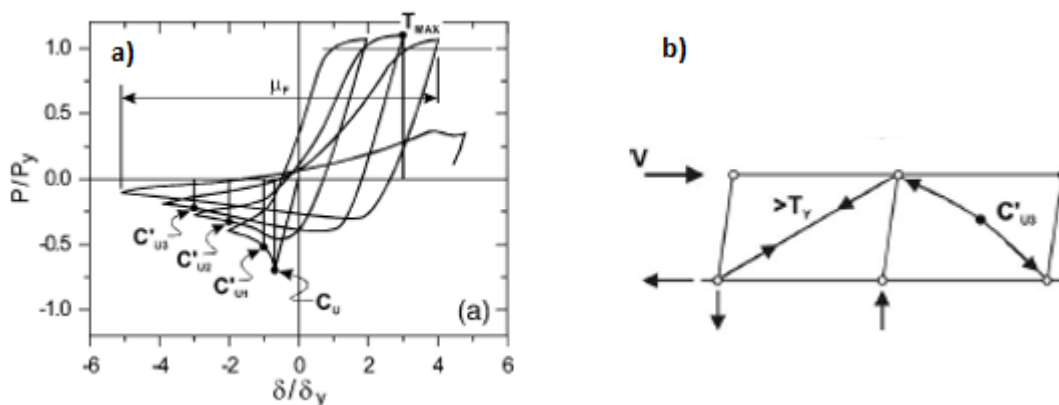 a)
T_MAX
1.0
μ_F
0.5
P/P_y
0.0
-0.5
C'_U3
C'_U2
C'_U1
C_U
-1.0
(a)
-6 -4 -2 0 2 4 6
δ/δ_y
b)
V
>T_Y
C'_U3